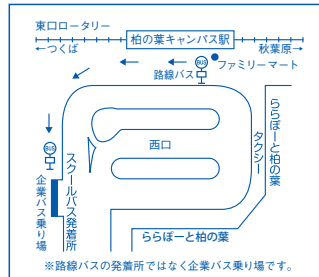 東口ロータリー
←つくば
柏の葉キャンパス駅
秋葉原→
BUS
ファミリーマート
路線バス
BUS
西口
タクシー
ららぽーと柏の葉
スクールバス発着所
企業バス乗り場
ららぽーと柏の葉
※路線バスの発着所ではなく企業バス乗り場です。